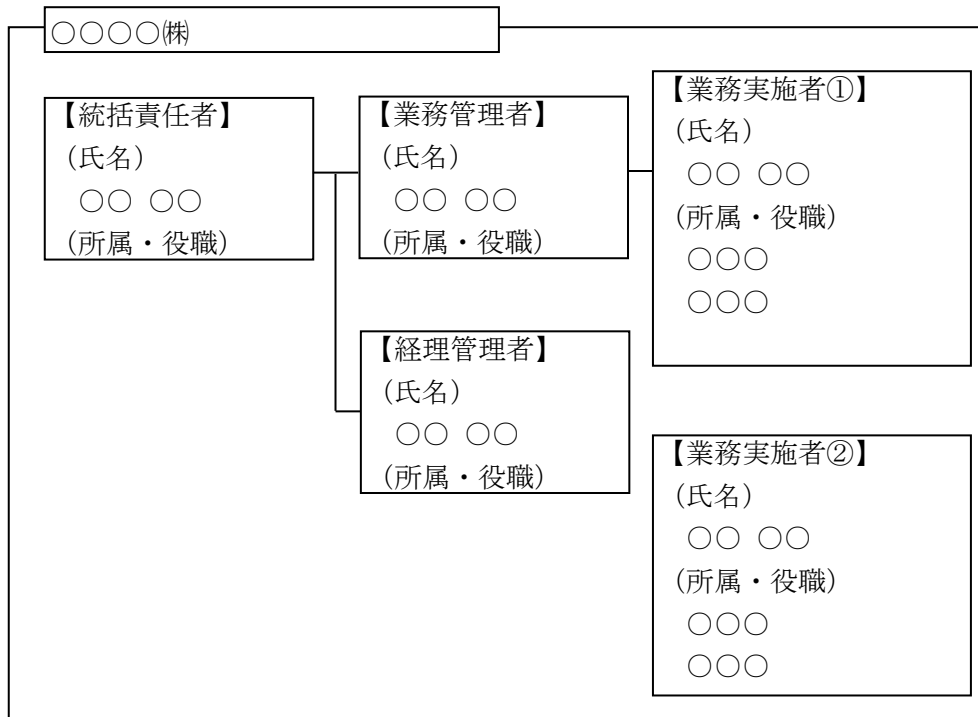 ○○○○㈱
【統括責任者】
(氏名)
○○ ○○
(所属・役職)
【業務管理者】
(氏名)
○○ ○○
(所属・役職)
【業務実施者①】
(氏名)
○○ ○○
(所属・役職)
○○○
○○○
【経理管理者】
(氏名)
○○ ○○
(所属・役職)
【業務実施者②】
(氏名)
○○ ○○
(所属・役職)
○○○
○○○